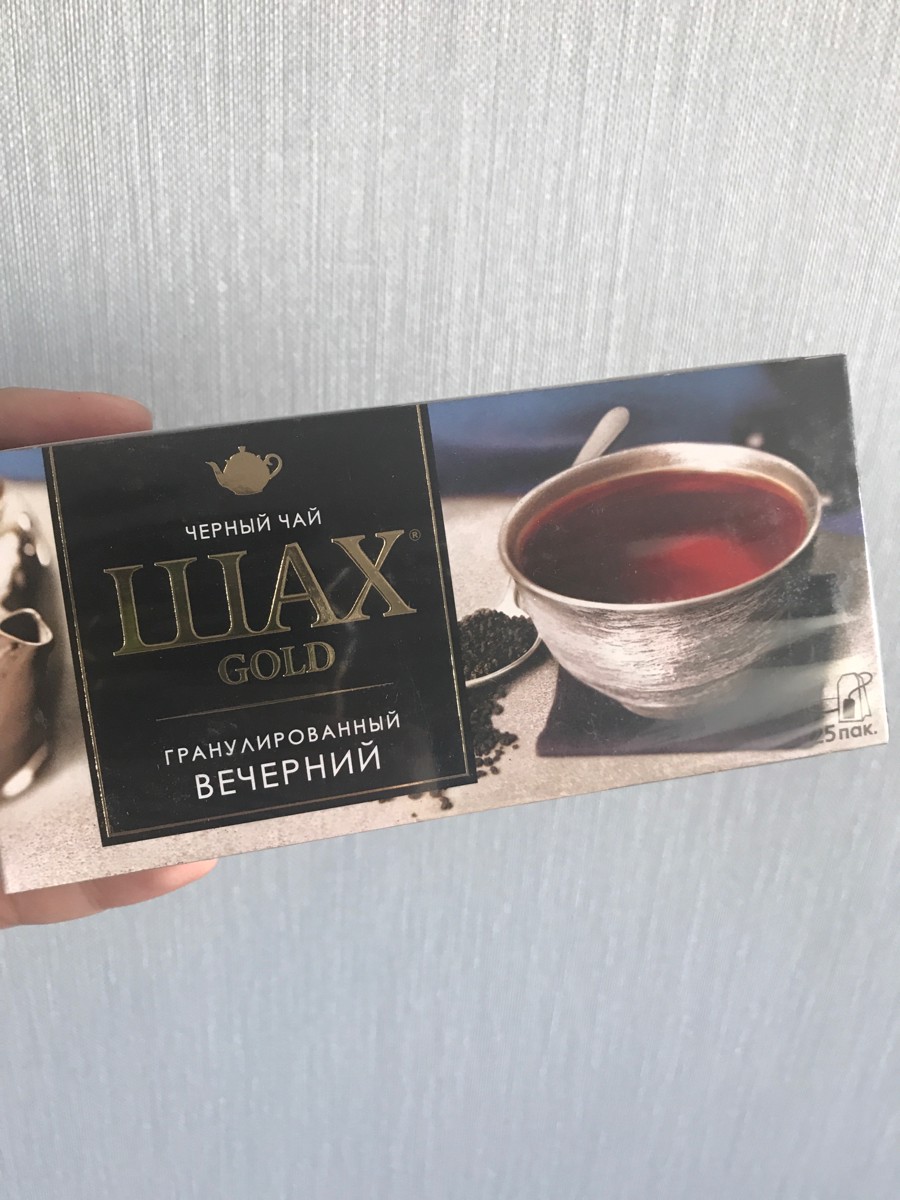 ЧЕРНЫЙ ЧАЙ
ШАХ®
GOLD
ГРАНУЛИРОВАННЫЙ
ВЕЧЕРНИЙ
25 пак.